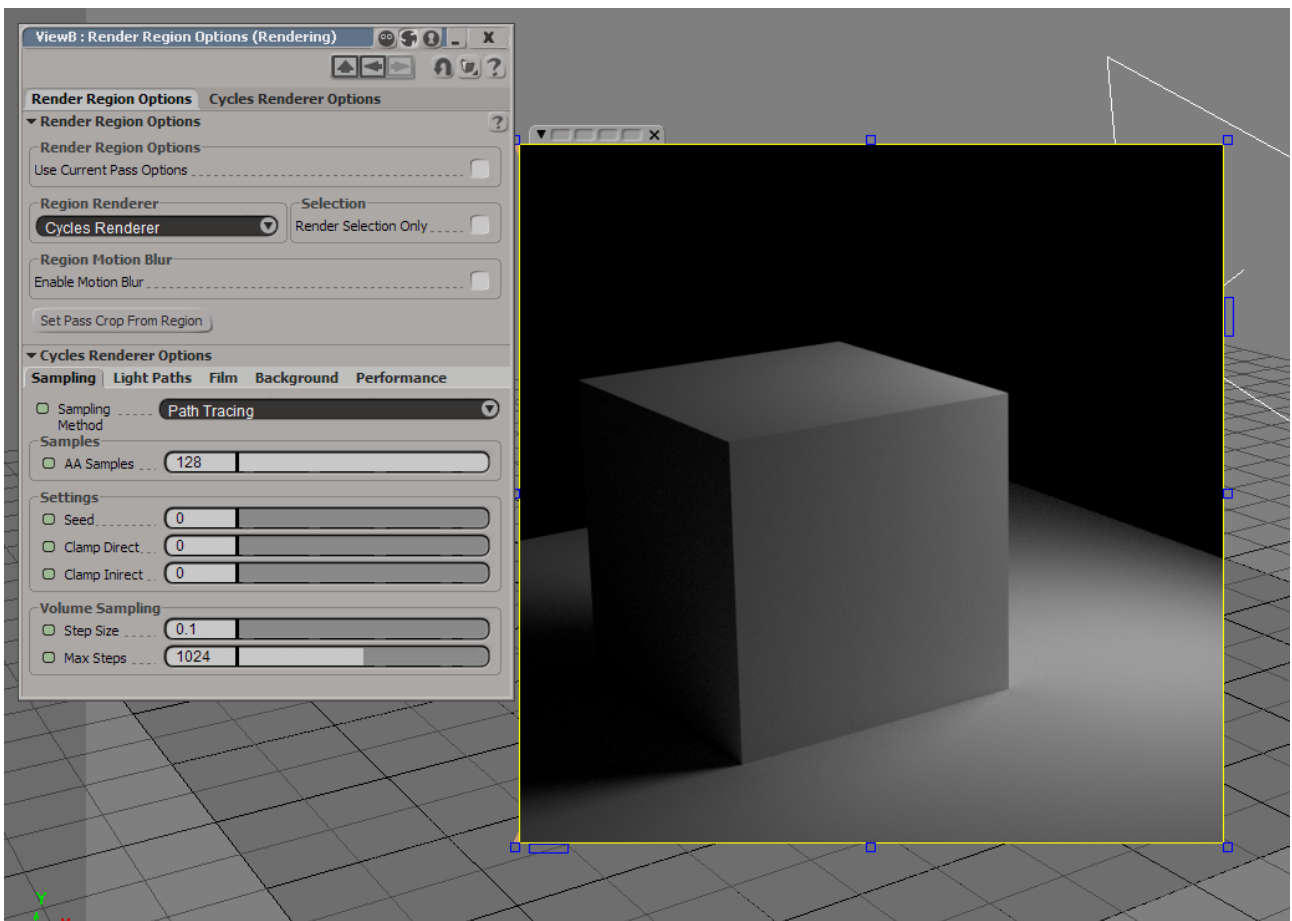 ViewB : Render Region Options (Rendering)
Render Region Options Cycles Renderer Options
Render Region Options
Render Region Options
Use Current Pass Options
Region Renderer Selection
Cycles Renderer Render Selection Only
Region Motion Blur
Enable Motion Blur
Set Pass Crop From Region
Cycles Renderer Options
Sampling Light Paths Film Background Performance
Sampling Path Tracing
Method
Samples
AA Samples 128
Settings
Seed 0
Clamp Direct 0
Clamp Inirect 0
Volume Sampling
Step Size 0.1
Max Steps 1024
Y